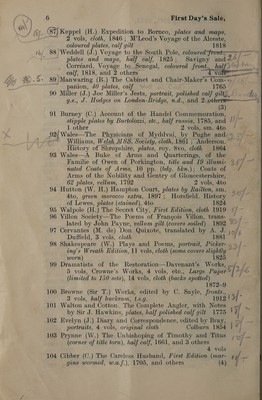 6 First Day's Sale,
87 Keppel (H.) Expedition to Borneo, plates and maps,
2 vols, cloth, 1846; M'Leod's Voyage of the Alceste,
coloured plates, calf gilt 1818
88 Weddell (J.) Voyage to the South Pole, coloured front.,
plates and maps, half calf, 1825; Savigny and
Corréard, Voyage to Senegal, coloured front., half
calf, 1818, and 2 others 4 vols
89 Manwaring (R.) The Cabinet and Chair-Maker's Com-
panion, 40 plates, calf 1765
90 Miller (J.) Joe Miller's Jests, portrait, polished calf gilt,
g.e., J. Hodges on London-Bridge, n.d., and 2 others
(3)
91 Burney (C.) Account of the Handel Commemoration,
stipple plates by Bartolozzi, etc., half russia, 1785, and
1 other 2 vols, sm. 4to
92 Wales—The Physicians of Myddvai, by Pughe and
Williams, Welsh MSS. Society, cloth, 1861; Anderson,
History of Shropshire, plates, roy. 8vo, cloth 1864
93 Wales—A Buke of Arms and Quarterings, of the
Familie of Owen of Porkington, title and 19 illumi-
nated Coats of Arms, 10 pp. (bdg. bkn.); Coats of
Arms of the Nobility and Gentry of Gloucestershire,
62 plates, vellum, 1792 2 vols, 4to
94 Hutton (W. H.) Hampton Court, plates by Railton, sm.
4to, green morocco extra, 1897; Horsfield, History
of Lewes, plates (stained), 4to 1824
95 Walpole (H.) The Secret Rivers, First Edition, cloth 1919
96 Villon Society—The Poems of François Villon, trans-
lated by John Payne, vellum gilt (covers soiled) 1892
97 Cervantes (M. de) Don Quixote, translated by A. J.
Duffield, 3 vols, cloth 1881
98 Shakespeare (W.) Plays and Poems, portrait, Picker-
ing's Wreath Edition, 11 vols, cloth (some covers slightly
worn) 1825
99 Dramatists of the Restoration—Davenant's Works,
5 vols, Crowne's Works, 4 vols, etc., Large Paper
(limited to 150 sets), 14 vols, cloth (backs spotted)
1872-9
100 Browne (Sir T.) Works, edited by C. Sayle, fronts.,
3 vols, half buckram, t.e.g. 1912
101 Walton and Cotton, The Complete Angler, with Notes
by Sir J. Hawkins, plates, half polished calf gilt 1775
102 Evelyn (J.) Diary and Correspondence, edited by Bray,
portraits, 4 vols, original cloth Colburn 1854
103 Prynne (W.) The Unbishoping of Timothy and Titus
(corner of title torn), half calf, 1661, and 3 others
4 vols
104 Cibber (C.) The Careless Husband, First Edition (mar-
gins wormed, w.a.f.), 1705, and others (4)